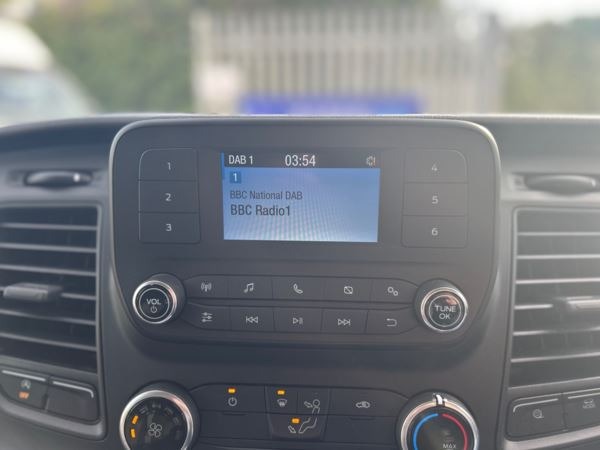 DAB 1 03:54
1
BBC National DAB
BBC Radio1
1
2
3
4
5
6
VOL
TUNE
OK
A
MAX